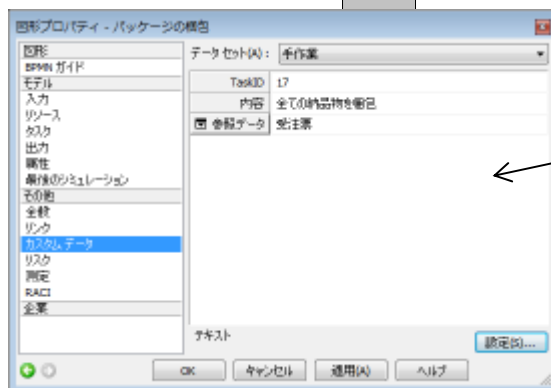 図形プロパティ - パッケージの梱包
図形
BPMN ガイド
モデル
入力
リソース
タスク
出力
属性
最後のシミュレーション
その他
全般
リンク
カスタム データ
リスク
測定
RACI
企業
データ セット(A): 手作業
TaskID 17
内容 全ての納品物を梱包
参照データ 受注票
テキスト
設定(S)...
OK キャンセル 適用(A) ヘルプ